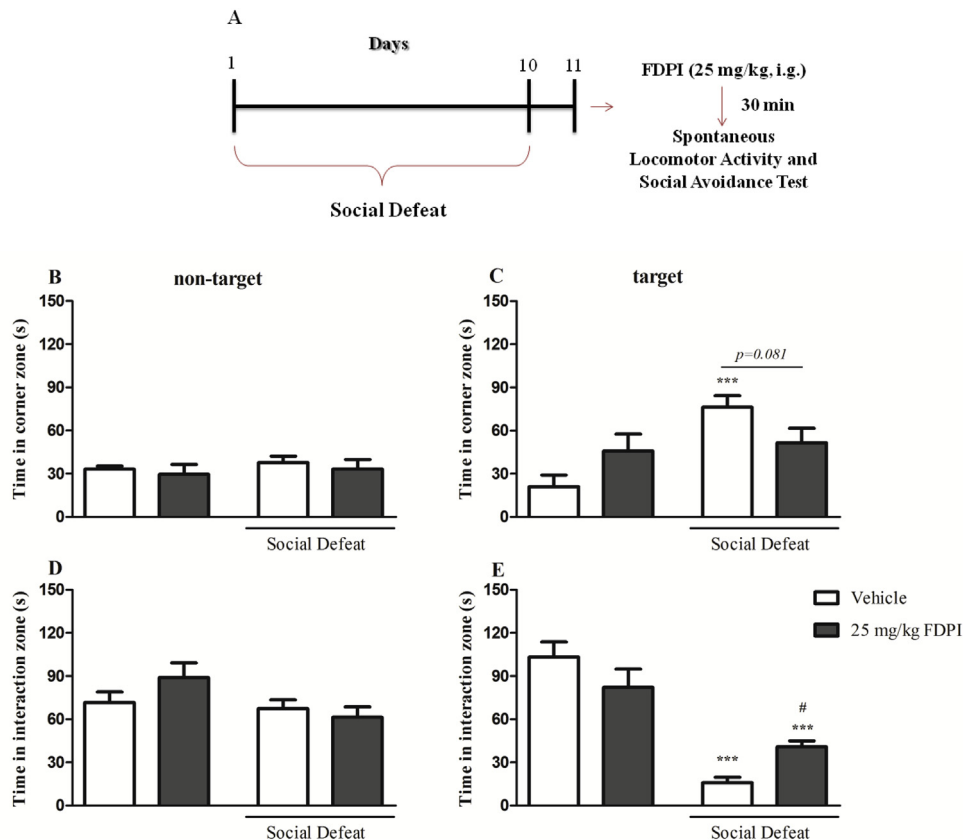 A
Days
1
10
11
FDPI (25 mg/kg, i.g.)
30 min
Spontaneous
Locomotor Activity and
Social Avoidance Test
Social Defeat
B
non-target
Time in corner zone (s)
150
120
90
60
30
0
Social Defeat
C
target
Time in corner zone (s)
150
120
90
60
30
0
p=0.081
***
Social Defeat
D
Time in interaction zone (s)
150
120
90
60
30
0
Social Defeat
E
Time in interaction zone (s)
150
120
90
60
30
0
***
#
***
Social Defeat
Vehicle
25 mg/kg FDPI